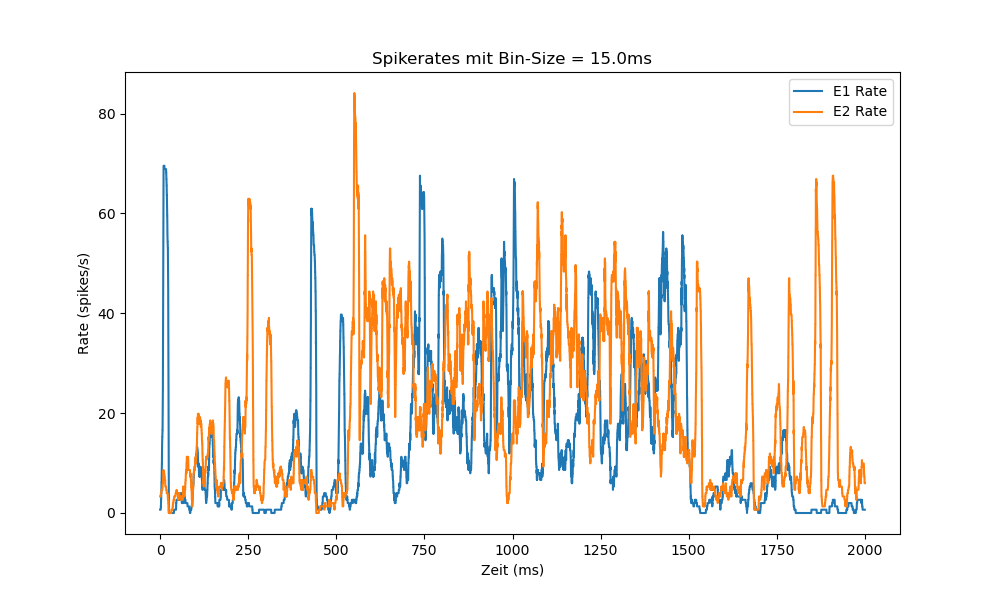 Spikerates mit Bin-Size = 15.0ms
E1 Rate
E2 Rate
Rate (spikes/s)
80
60
40
20
0
0 250 500 750 1000 1250 1500 1750 2000
Zeit (ms)